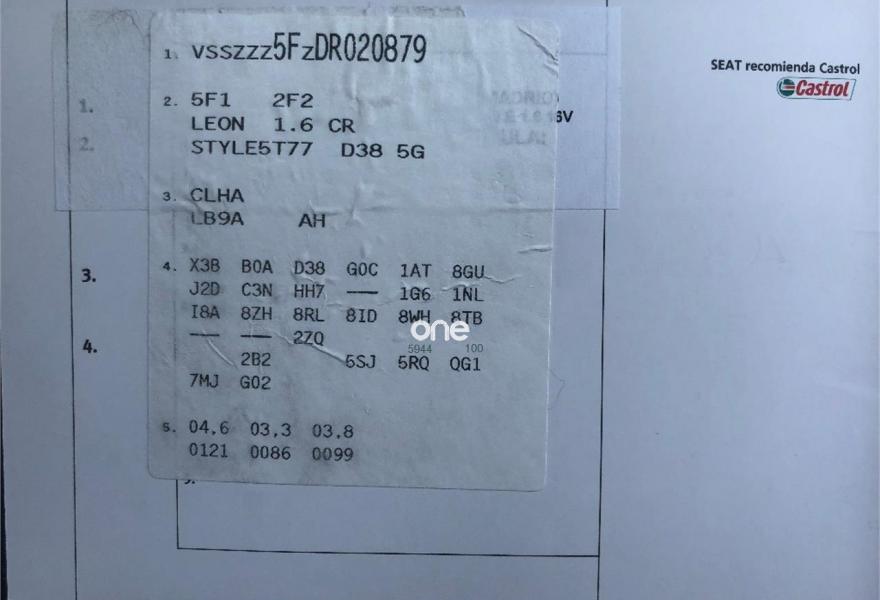 1. VSSZZZ5FZDR020879
SEAT recomienda Castrol
Castrol
1.
2. 5F1 2F2
6V
LEON 1.6 CR
2.
STYLE5T77 D38 5G
3. CLHA
LB9A AH
3.
4. X3B B0A D38 G0C 1AT 8GU
J2D C3N HH7 --- 1G6 1NL
I8A 8ZH 8RL 8ID 8WH 8TB
one
--- --- 2ZQ
4.
5944 100
2B2 5SJ 5RQ QG1
7MJ G02
5. 04,6 03,3 03,8
0121 0086 0099